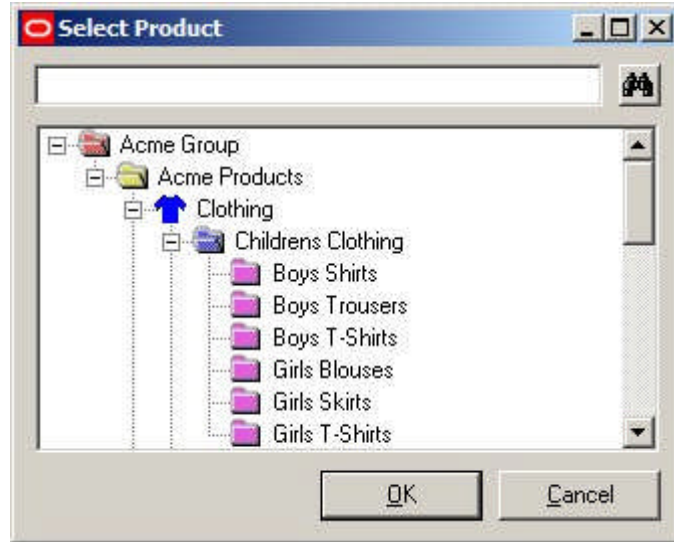 Select Product
Acme Group
Acme Products
Clothing
Childrens Clothing
Boys Shirts
Boys Trousers
Boys T-Shirts
Girls Blouses
Girls Skirts
Girls T-Shirts
OK Cancel